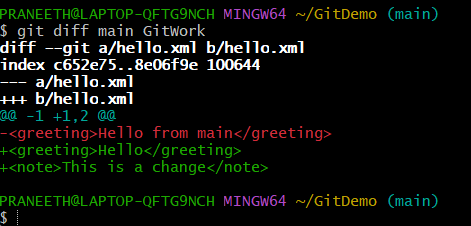 PRANEETH@LAPTOP-QFTG9NCH MINGW64 ~/GitDemo (main)
$ git diff main GitWork
diff --git a/hello.xml b/hello.xml
index c652e75..8e06f9e 100644
--- a/hello.xml
+++ b/hello.xml
@@ -1 +1,2 @@
-<greeting>Hello from main</greeting>
+<greeting>Hello</greeting>
+<note>This is a change</note>
PRANEETH@LAPTOP-QFTG9NCH MINGW64 ~/GitDemo (main)
$